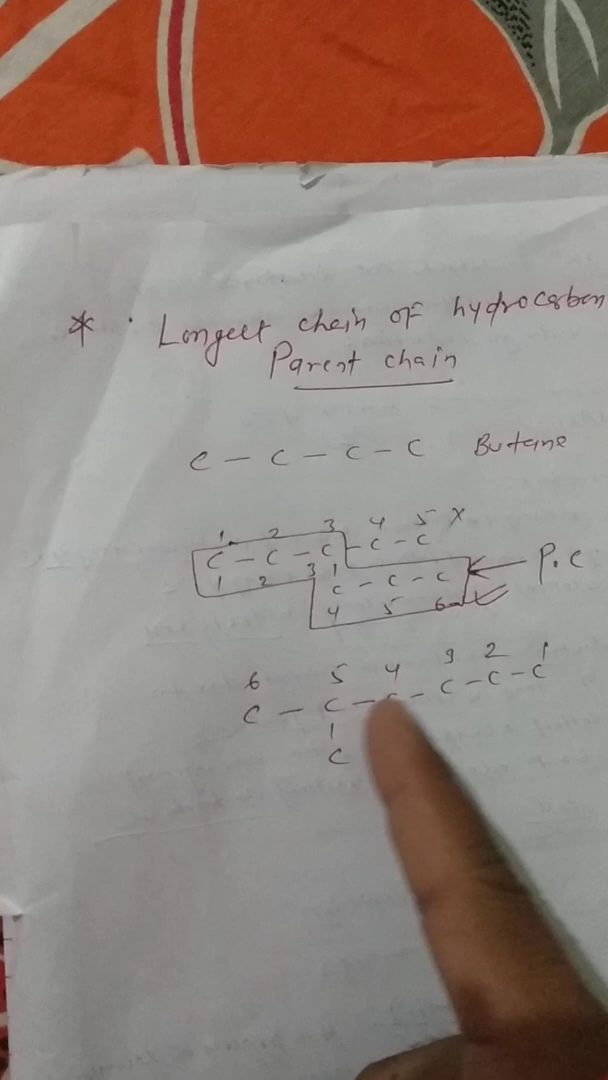 * · Longest chain of hydrocarbon
Parent chain
C - C - C - C Butane
1 2 3 4 5 X
C - C - C - C - C
1 2 3 |
C - C - C ← P.C
4 5 6
6 5 4 3 2 1
C - C - C - C - C - C
|
C